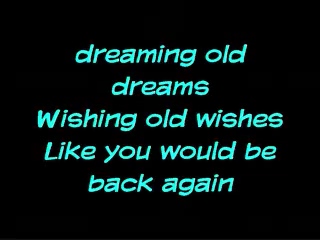 dreaming old
dreams
Wishing old wishes
Like you would be
back again